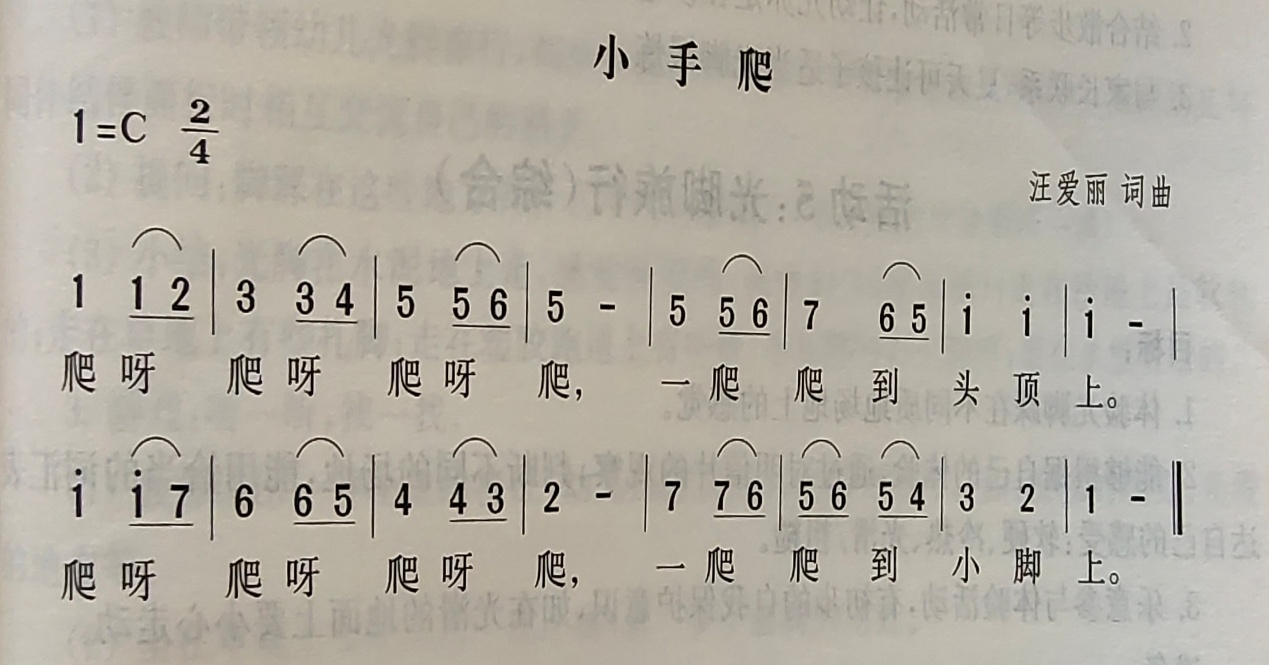 小手爬
1=C 2/4
汪爱丽 词曲
1 1 2 | 3 3 4 | 5 5 6 | 5 - | 5 5 6 | 7 6 5 | i i | i - |
爬 呀 爬 呀 爬 呀 爬， 一 爬 爬 到 头 顶 上。
i i 7 | 6 6 5 | 4 4 3 | 2 - | 7 7 6 | 5 6 5 4 | 3 2 | 1 - ‖
爬 呀 爬 呀 爬 呀 爬， 一 爬 爬 到 小 脚 上。